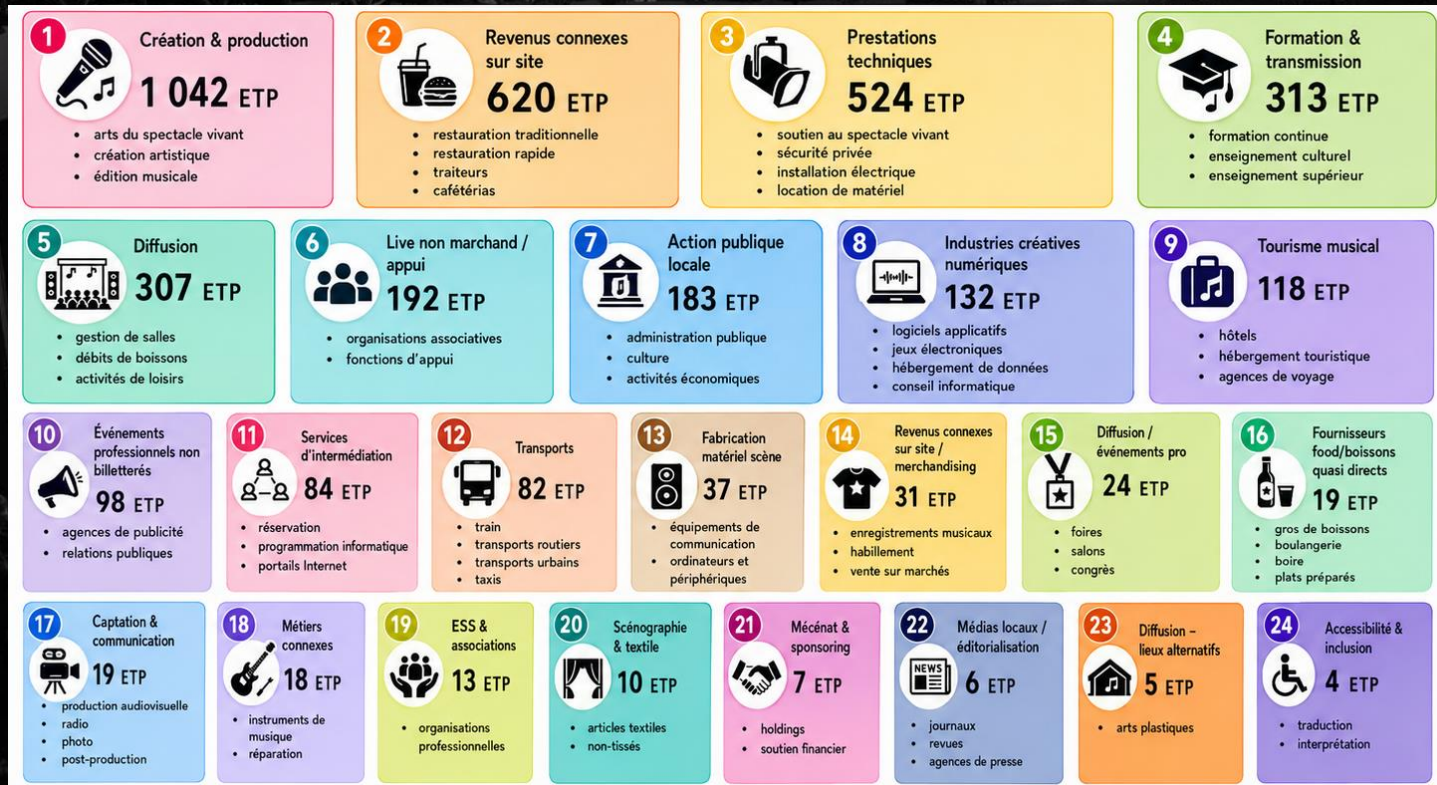 1
Création & production
1 042 ETP
• arts du spectacle vivant
• création artistique
• édition musicale
2
Revenus connexes
sur site
620 ETP
• restauration traditionnelle
• restauration rapide
• traiteurs
• cafétérias
3
Prestations
techniques
524 ETP
• soutien au spectacle vivant
• sécurité privée
• installation électrique
• location de matériel
4
Formation &
transmission
313 ETP
• formation continue
• enseignement culturel
• enseignement supérieur
5
Diffusion
307 ETP
• gestion de salles
• débits de boissons
• activités de loisirs
6
Live non marchand /
appui
192 ETP
• organisations associatives
• fonctions d'appui
7
Action publique
locale
183 ETP
• administration publique
• culture
• activités économiques
8
Industries créatives
numériques
132 ETP
• logiciels applicatifs
• jeux électroniques
• hébergement de données
• conseil informatique
9
Tourisme musical
118 ETP
• hôtels
• hébergement touristique
• agences de voyage
10
Événements
professionnels non
billetterés
98 ETP
• agences de publicité
• relations publiques
11
Services
d'intermédiation
84 ETP
• réservation
• programmation informatique
• portails Internet
12
Transports
82 ETP
• train
• transports routiers
• transports urbains
• taxis
13
Fabrication
matériel scène
37 ETP
• équipements de
communication
• ordinateurs et
périphériques
14
Revenus connexes
sur site /
merchandising
31 ETP
• enregistrements musicaux
• habillement
• vente sur marchés
15
Diffusion /
événements pro
24 ETP
• foires
• salons
• congrès
16
Fournisseurs
food/boissons
quasi directs
19 ETP
• gros de boissons
• boulangerie
• boire
• plats préparés
17
Captation &
communication
19 ETP
• production audiovisuelle
• radio
• photo
• post-production
18
Métiers
connexes
18 ETP
• instruments de
musique
• réparation
19
ESS &
associations
13 ETP
• organisations
professionnelles
20
Scénographie
& textile
10 ETP
• articles textiles
• non-tissés
21
Mécénat &
sponsoring
7 ETP
• holdings
• soutien financier
22
Médias locaux /
éditorialisation
NEWS
6 ETP
• journaux
• revues
• agences de presse
23
Diffusion –
lieux alternatifs
5 ETP
• arts plastiques
24
Accessibilité &
inclusion
4 ETP
• traduction
• interprétation